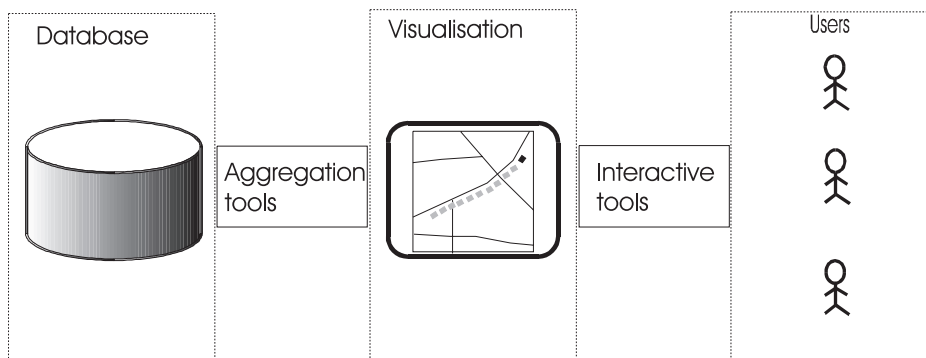 Database
Visualisation
Users
Aggregation
tools
Interactive
tools